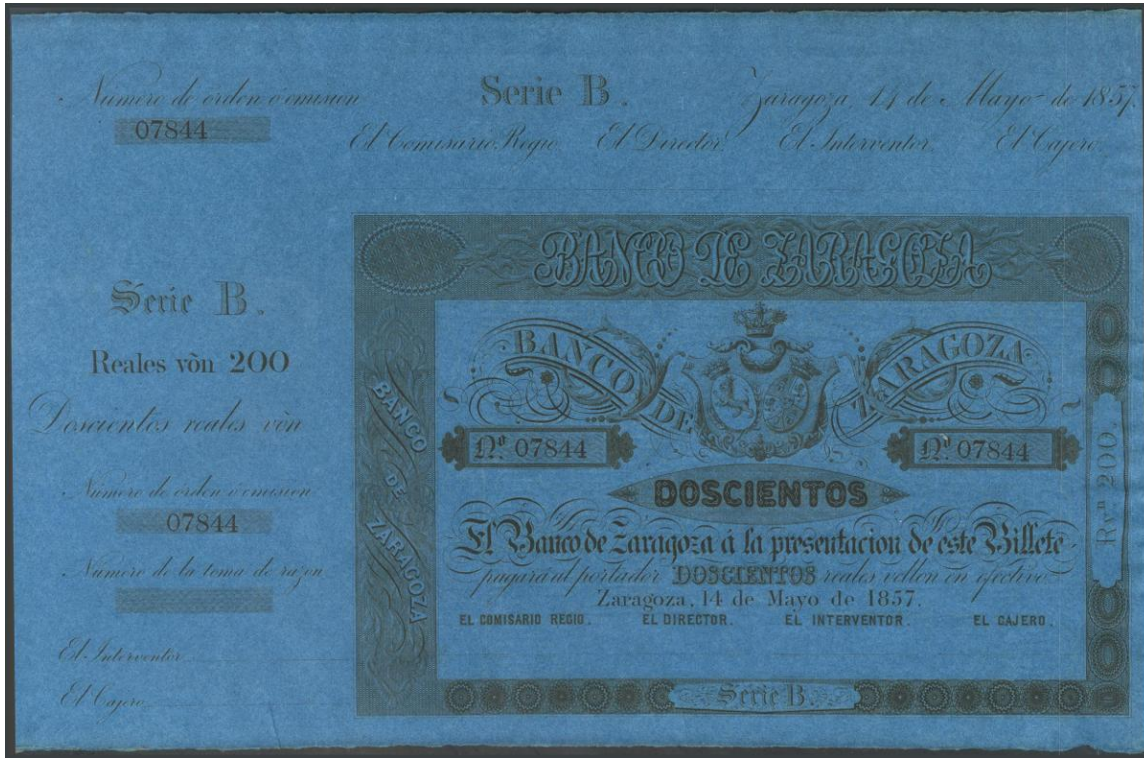 Número de orden ó emision
Serie B.
Zaragoza, 14 de Mayo de 1857.
07844
El Comisario Regio. El Director. El Interventor. El Cajero.
Serie B.
Reales vòn 200
Doscientos reales vòn
Número de orden ó emision
07844
Número de la toma de razon
El Interventor
El Cajero
BANCO DE ZARAGOZA
BANCO DE ZARAGOZA
BANCO DE ZARAGOZA
Nº. 07844
Nº. 07844
DOSCIENTOS
El Banco de Zaragoza á la presentacion de este Billete
pagará al portador DOSCIENTOS reales vellon en efectivo
Zaragoza, 14 de Mayo de 1857.
EL COMISARIO REGIO. EL DIRECTOR. EL INTERVENTOR. EL CAJERO.
Rvn 200.
Serie B.